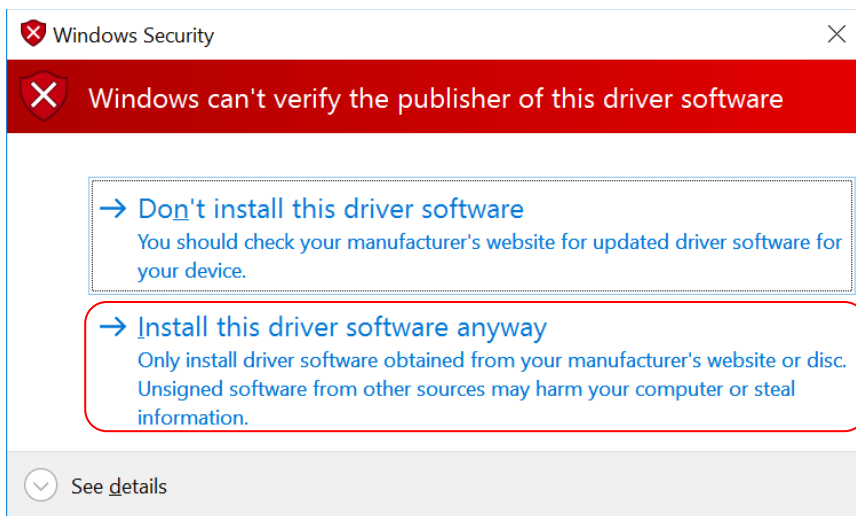 Windows Security
Windows can't verify the publisher of this driver software
Don't install this driver software
You should check your manufacturer's website for updated driver software for
your device.
Install this driver software anyway
Only install driver software obtained from your manufacturer's website or disc.
Unsigned software from other sources may harm your computer or steal
information.
See details